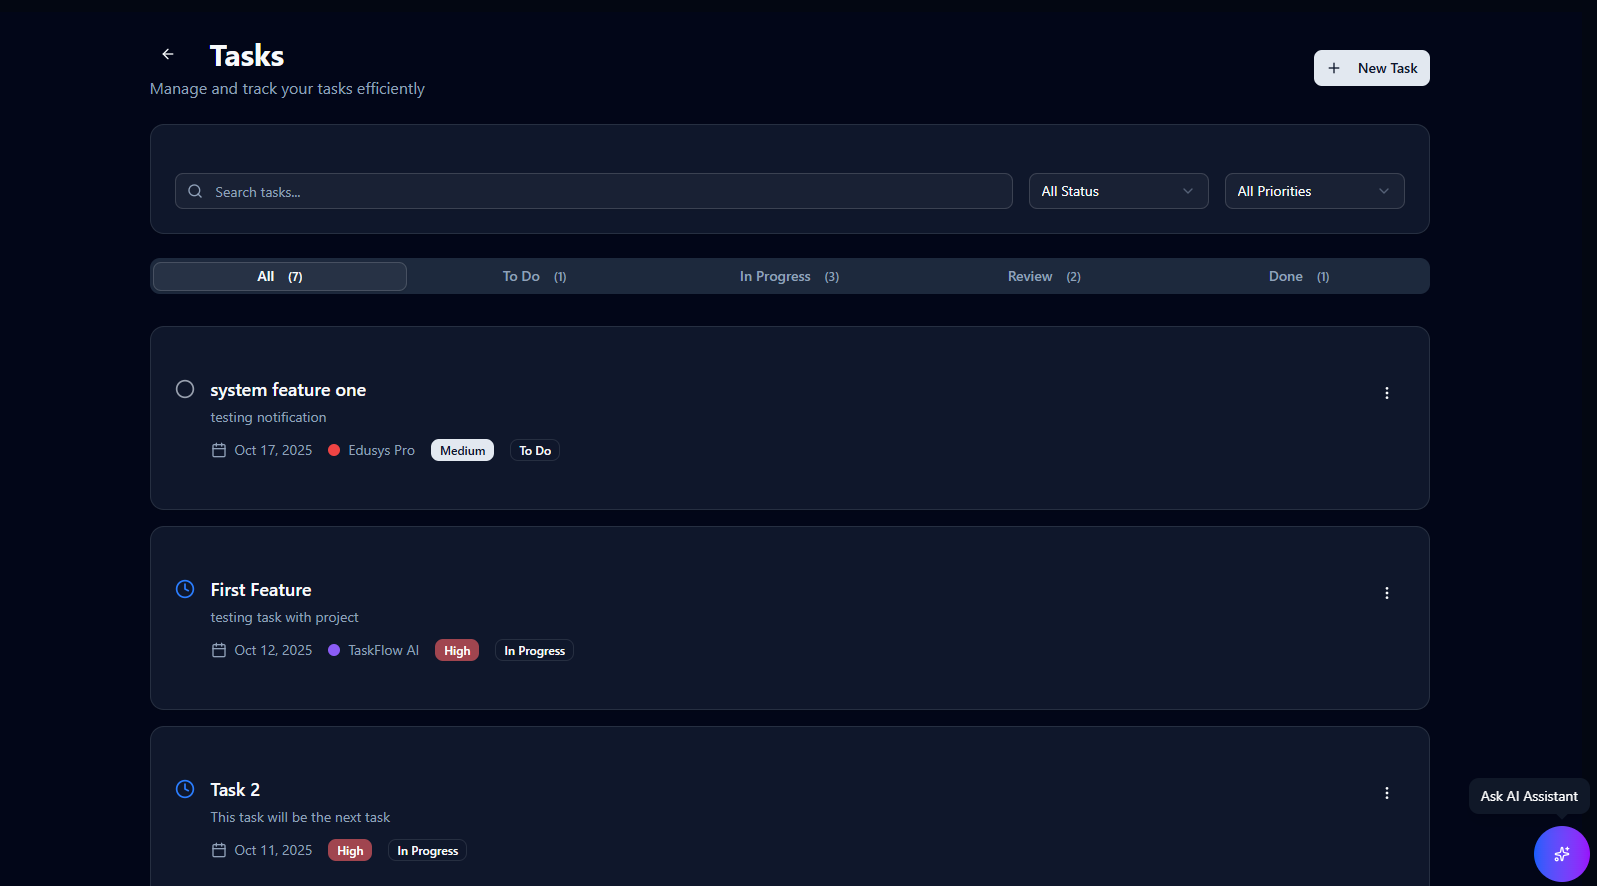 Tasks
Manage and track your tasks efficiently
New Task
Search tasks...
All Status
All Priorities
All (7)
To Do (1)
In Progress (3)
Review (2)
Done (1)
system feature one
testing notification
Oct 17, 2025 Edusys Pro Medium To Do
First Feature
testing task with project
Oct 12, 2025 TaskFlow AI High In Progress
Task 2
This task will be the next task
Oct 11, 2025 High In Progress
Ask AI Assistant